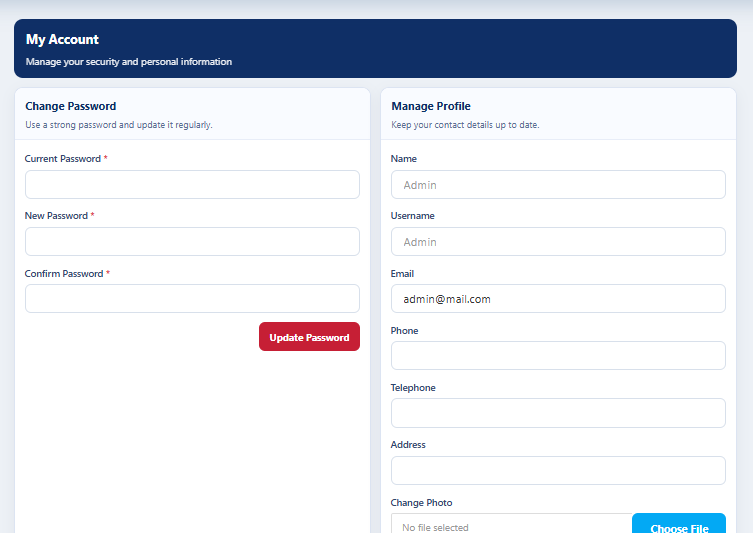 My Account
Manage your security and personal information
Change Password
Use a strong password and update it regularly.
Current Password *
New Password *
Confirm Password *
Update Password
Manage Profile
Keep your contact details up to date.
Name
Admin
Username
Admin
Email
admin@mail.com
Phone
Telephone
Address
Change Photo
No file selected
Choose File